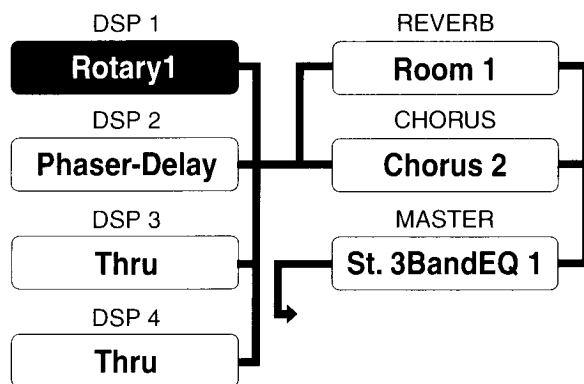 DSP 1
Rotary1
DSP 2
Phaser-Delay
DSP 3
Thru
DSP 4
Thru
REVERB
Room 1
CHORUS
Chorus 2
MASTER
St. 3BandEQ 1